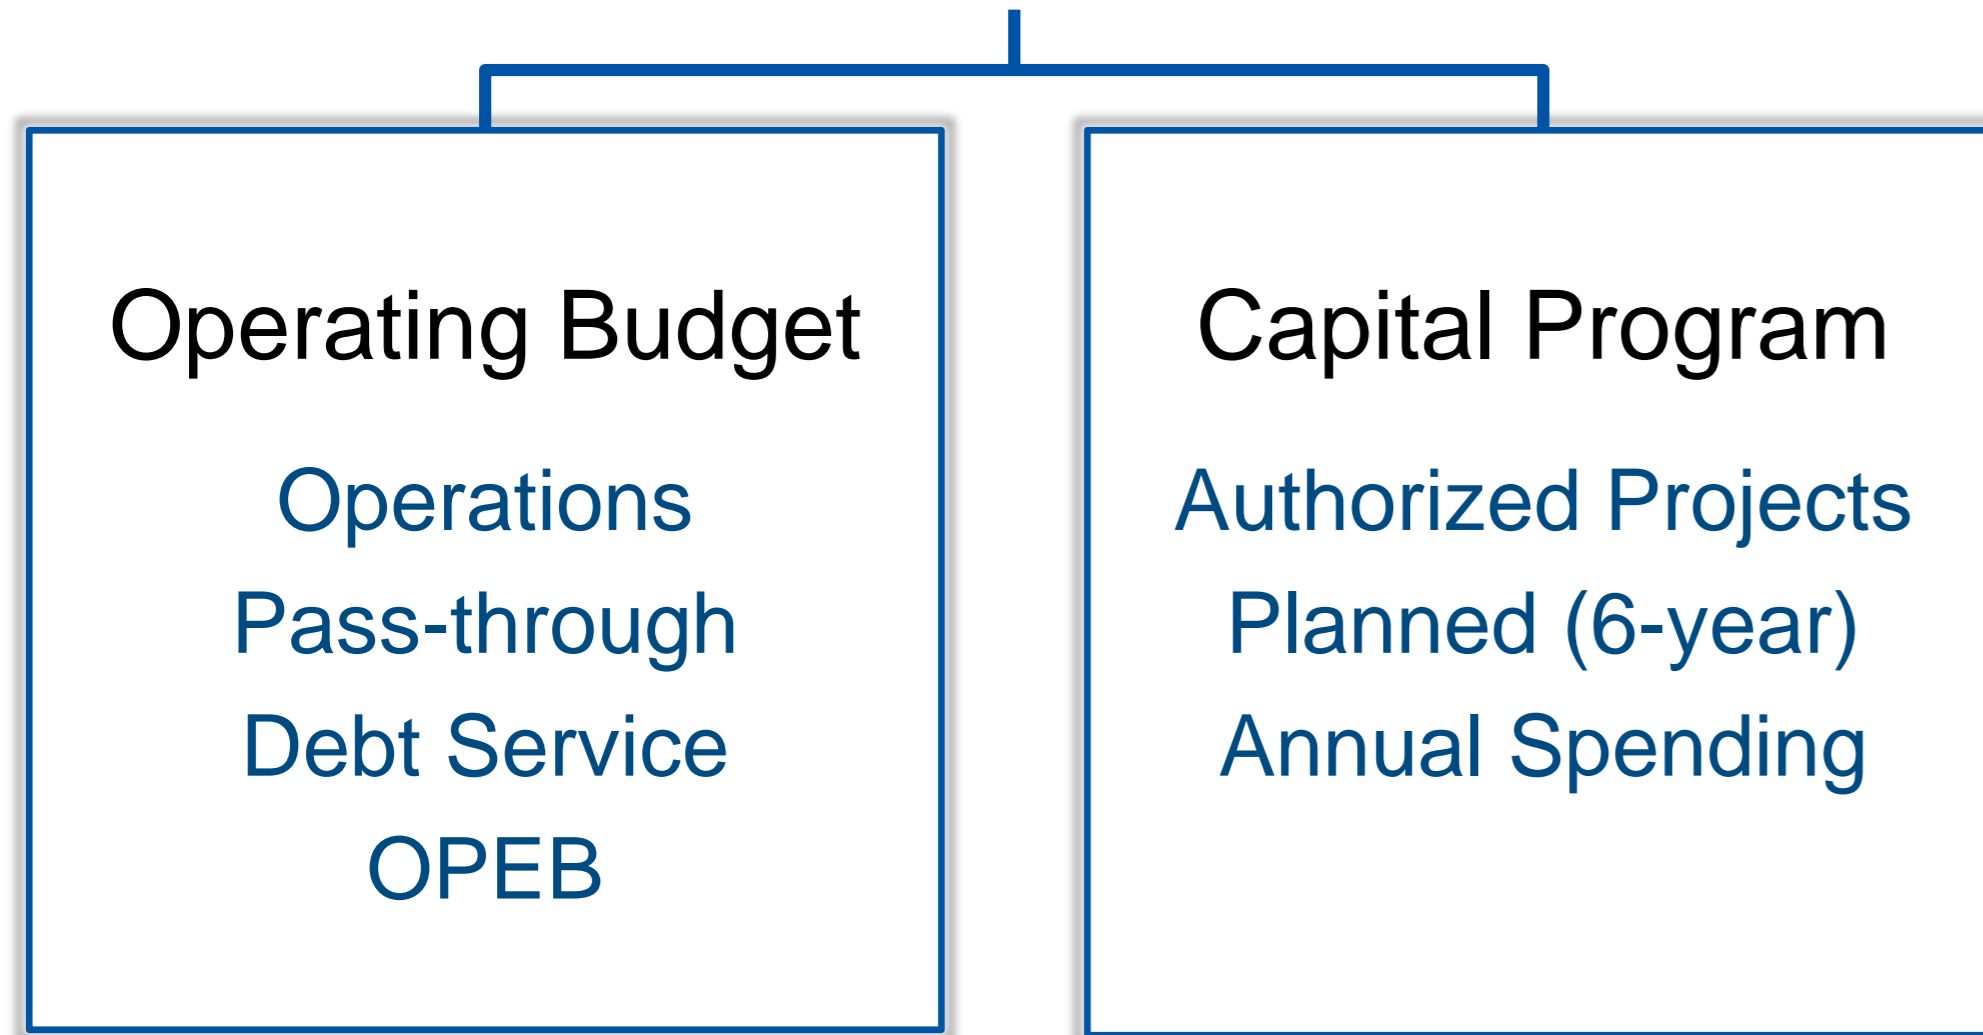 Operating Budget
Operations
Pass-through
Debt Service
OPEB
Capital Program
Authorized Projects
Planned (6-year)
Annual Spending